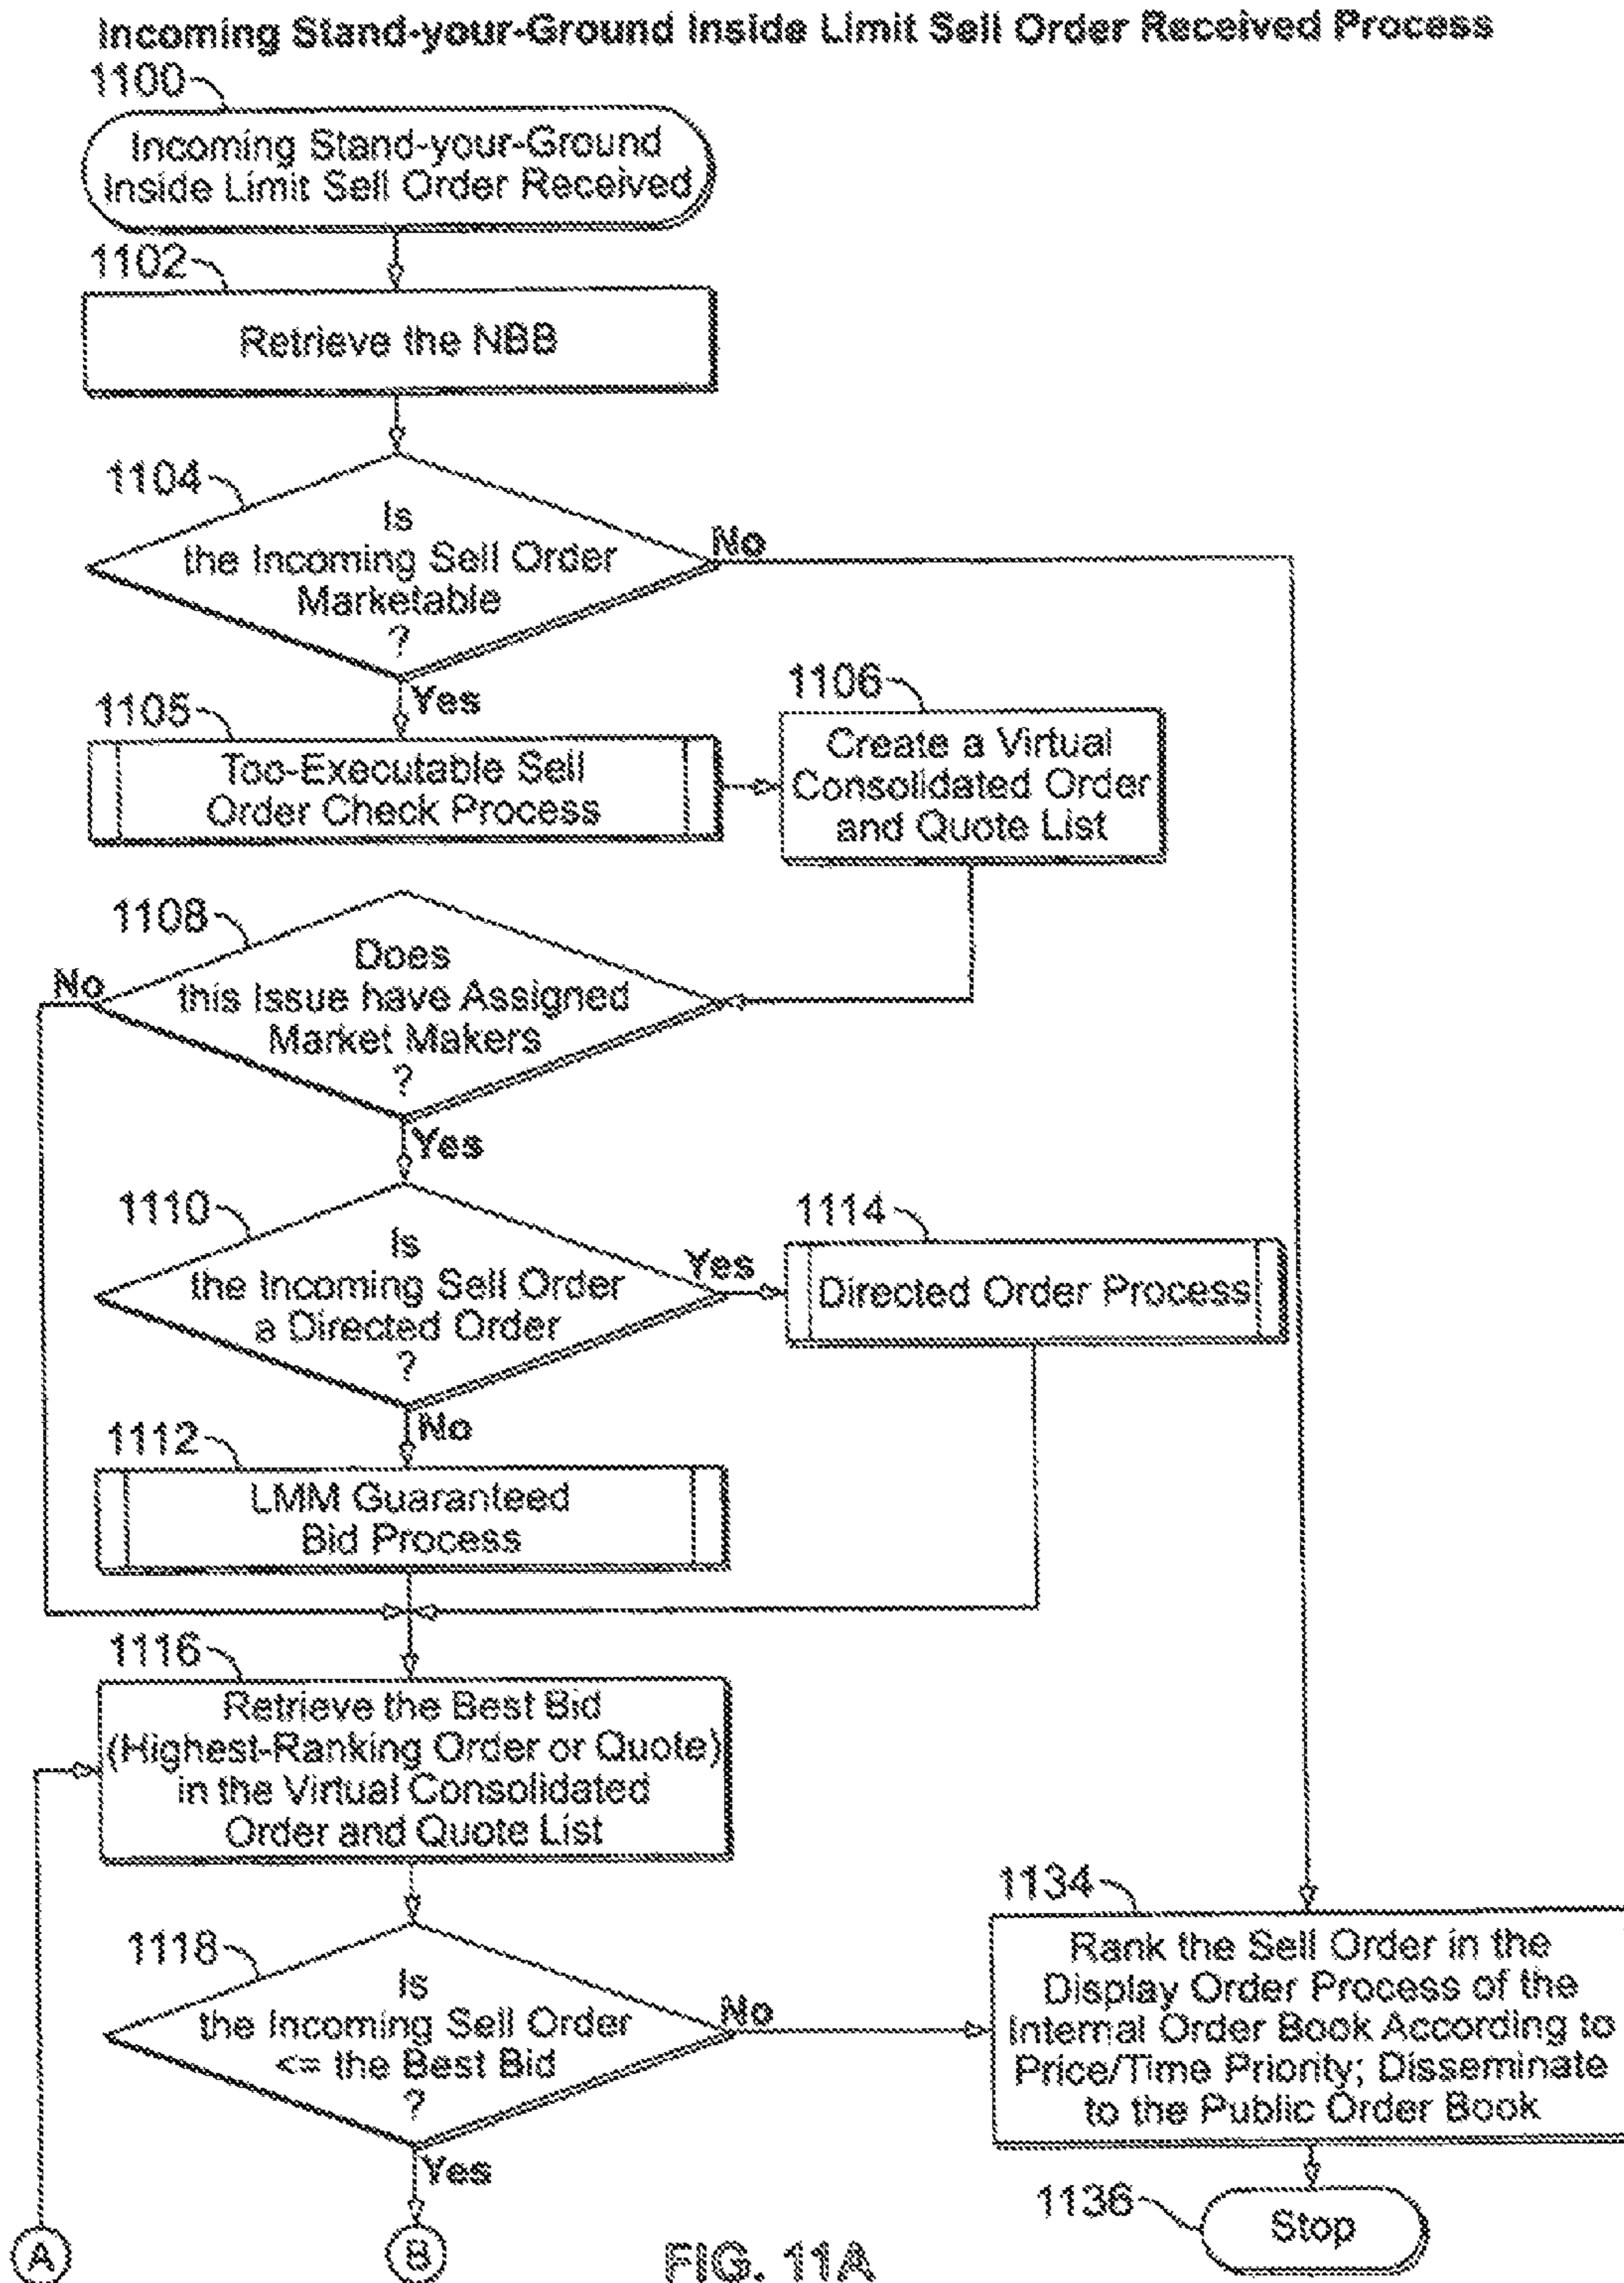 Incoming Stand-your-Ground Inside Limit Sell Order Received Process
1100
Incoming Stand-your-Ground
Inside Limit Sell Order Received
1102
Retrieve the NBB
1104
Is
the Incoming Sell Order
Marketable
?
No
Yes
1105
Too-Executable Sell
Order Check Process
1106
Create a Virtual
Consolidated Order
and Quote List
1108
Does
this Issue have Assigned
Market Makers
?
No
Yes
1110
Is
the Incoming Sell Order
a Directed Order
?
Yes
1114
Directed Order Process
No
1112
LMM Guaranteed
Bid Process
1116
Retrieve the Best Bid
(Highest-Ranking Order or Quote)
in the Virtual Consolidated
Order and Quote List
1118
Is
the Incoming Sell Order
<= the Best Bid
?
No
Yes
1134
Rank the Sell Order in the
Display Order Process of the
Internal Order Book According to
Price/Time Priority; Disseminate
to the Public Order Book
1136
Stop
A
B
FIG. 11A